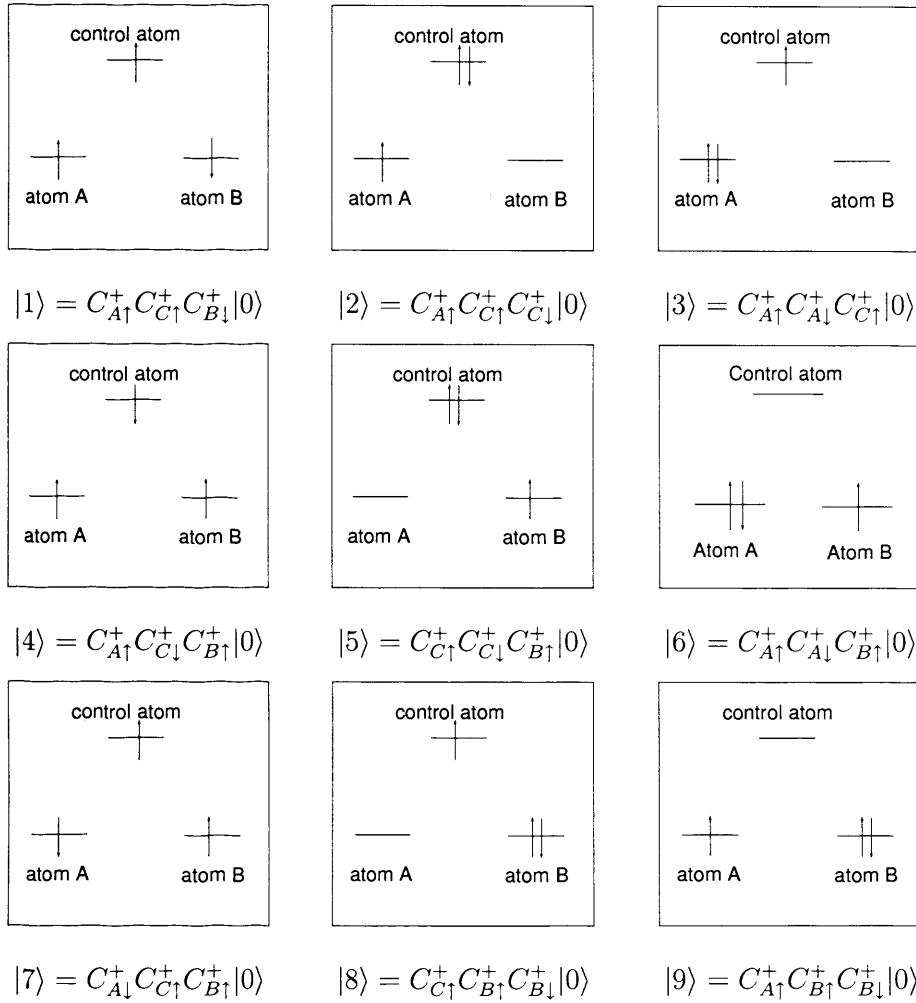 control atom control atom control atom
atom A atom B atom A atom B atom A atom B
|1⟩ = C⁺_{A↑}C⁺_{C↑}C⁺_{B↓}|0⟩ |2⟩ = C⁺_{A↑}C⁺_{C↑}C⁺_{C↓}|0⟩ |3⟩ = C⁺_{A↑}C⁺_{A↓}C⁺_{C↑}|0⟩
control atom control atom Control atom
atom A atom B atom A atom B Atom A Atom B
|4⟩ = C⁺_{A↑}C⁺_{C↓}C⁺_{B↑}|0⟩ |5⟩ = C⁺_{C↑}C⁺_{C↓}C⁺_{B↑}|0⟩ |6⟩ = C⁺_{A↑}C⁺_{A↓}C⁺_{B↑}|0⟩
control atom control atom control atom
atom A atom B atom A atom B atom A atom B
|7⟩ = C⁺_{A↓}C⁺_{C↑}C⁺_{B↑}|0⟩ |8⟩ = C⁺_{C↑}C⁺_{B↑}C⁺_{B↓}|0⟩ |9⟩ = C⁺_{A↑}C⁺_{B↑}C⁺_{B↓}|0⟩